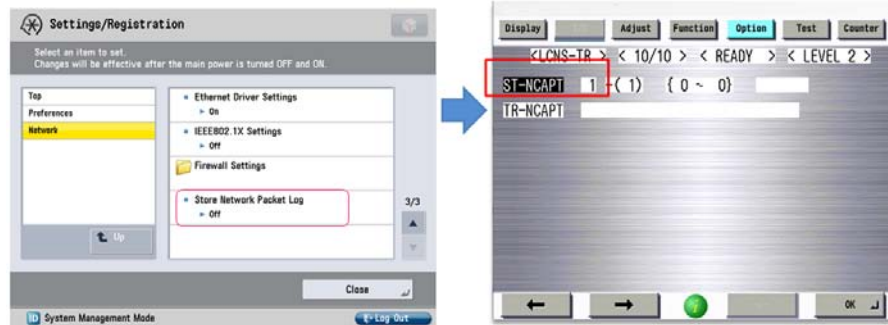 Settings/Registration
Select an item to set.
Changes will be effective after the main power is turned OFF and ON.
Top
Preferences
Network
Up
Ethernet Driver Settings
On
IEEE802.1X Settings
Off
Firewall Settings
Store Network Packet Log
Off
3/3
Close
ID System Management Mode
Log Out
Display Adjust Function Option Test Counter
<LCNS-TR > < 10/10 > < READY > < LEVEL 2 >
ST-NCAPT 1 ( 1) { 0 ~ 0}
TR-NCAPT
OK